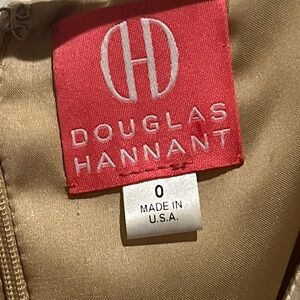 DOUGLAS
HANNANT
0
MADE IN
U.S.A.